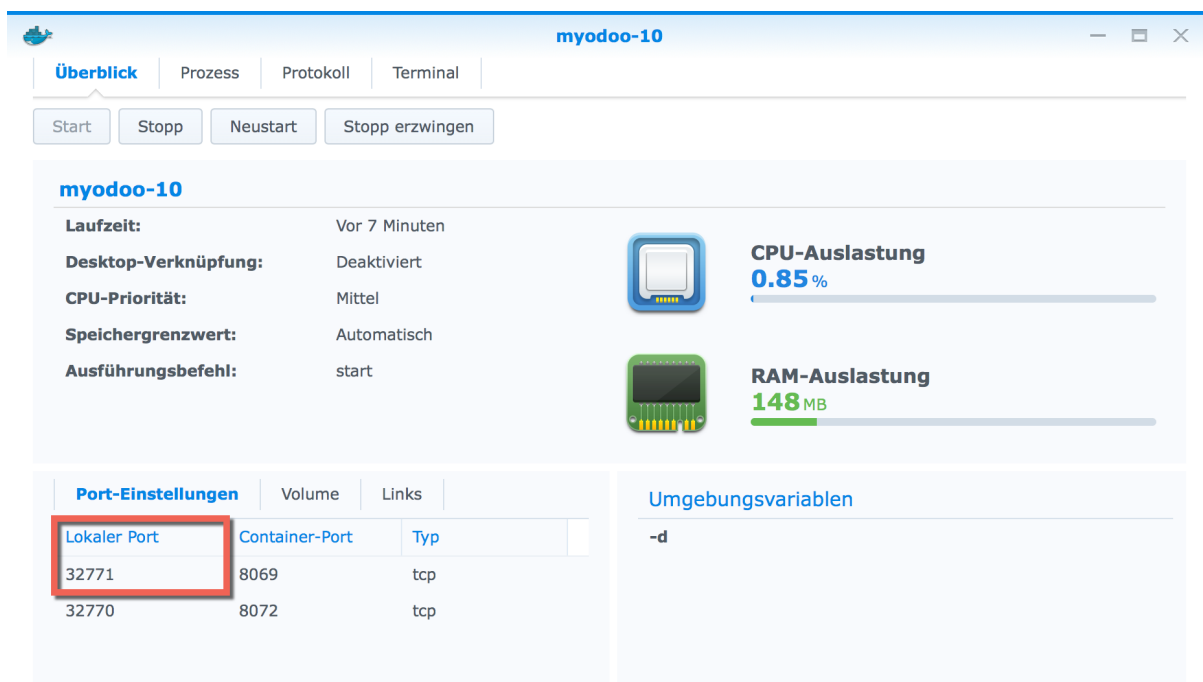 myodoo-10
Überblick Prozess Protokoll Terminal
Start Stopp Neustart Stopp erzwingen
myodoo-10
Laufzeit: Vor 7 Minuten
Desktop-Verknüpfung: Deaktiviert
CPU-Priorität: Mittel
Speichergrenzwert: Automatisch
Ausführungsbefehl: start
CPU-Auslastung
0.85 %
RAM-Auslastung
148 MB
Port-Einstellungen Volume Links
Lokaler Port Container-Port Typ
32771 8069 tcp
32770 8072 tcp
Umgebungsvariablen
-d